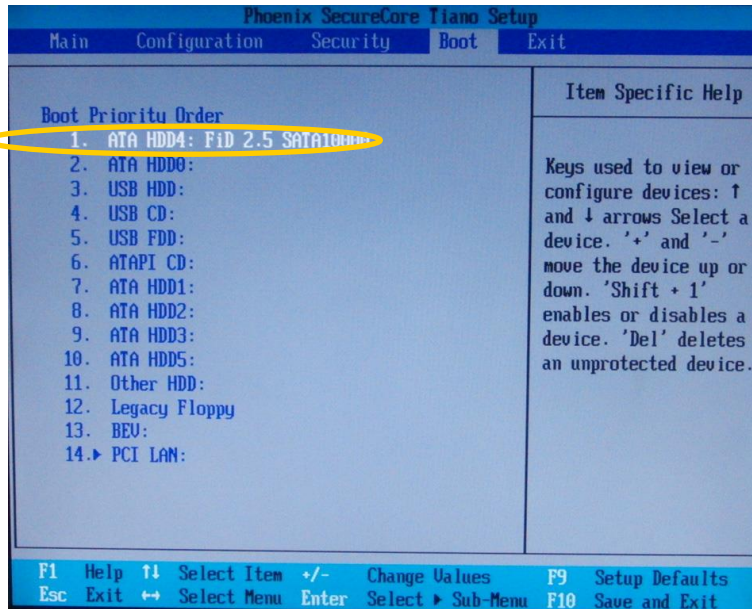 Phoenix SecureCore Tiano Setup
Main Configuration Security Boot Exit
Item Specific Help
Boot Priority Order
1. ATA HDD4: FiD 2.5
2. ATA HDD0:
3. USB HDD:
4. USB CD:
5. USB FDD:
6. ATAPI CD:
7. ATA HDD1:
8. ATA HDD2:
9. ATA HDD3:
10. ATA HDD5:
11. Other HDD:
12. Legacy Floppy
13. BEV:
14.▶ PCI LAN:
Keys used to view or
configure devices: ↑
and ↓ arrows Select a
device. '+' and '-'
move the device up or
down. 'Shift + 1'
enables or disables a
device. 'Del' deletes
an unprotected device.
F1 Help ↑↓ Select Item +/- Change Values F9 Setup Defaults
Esc Exit ↔ Select Menu Enter Select ▶ Sub-Menu F10 Save and Exit